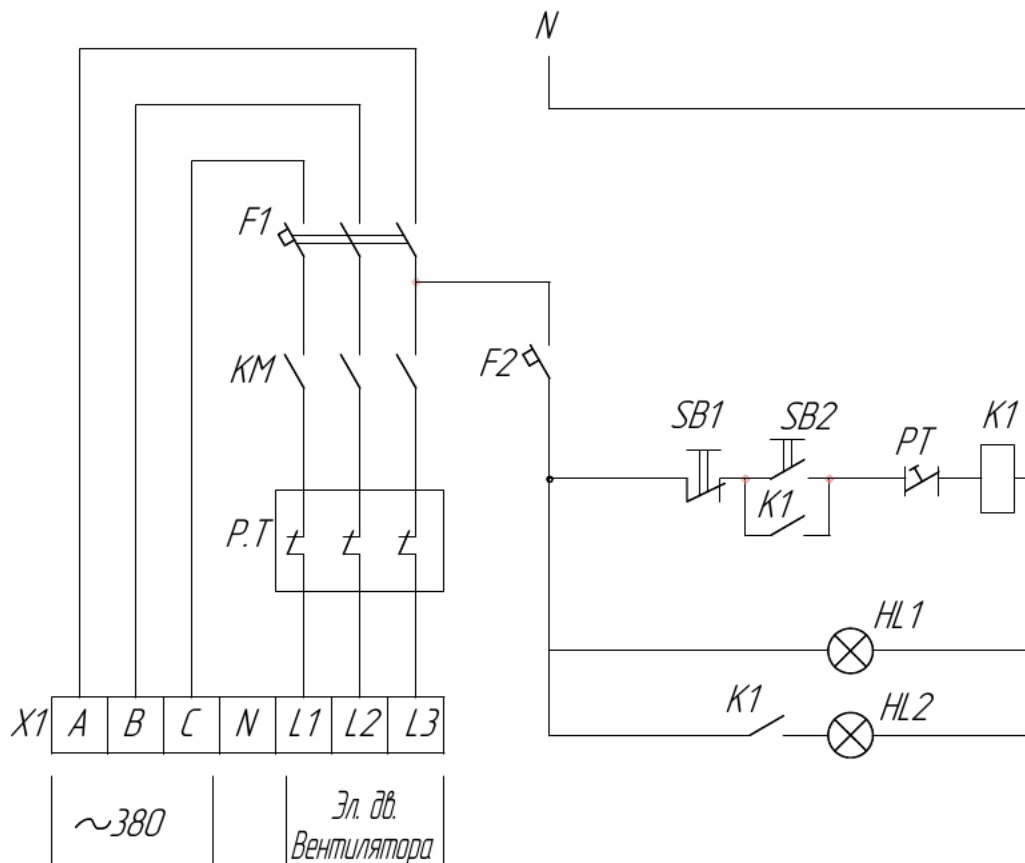 N
F1
KM
F2
SB1
SB2
PT
K1
K1
P.T
HL1
K1
HL2
X1 A B C N L1 L2 L3
~380
Эл. дв.
Вентилятора